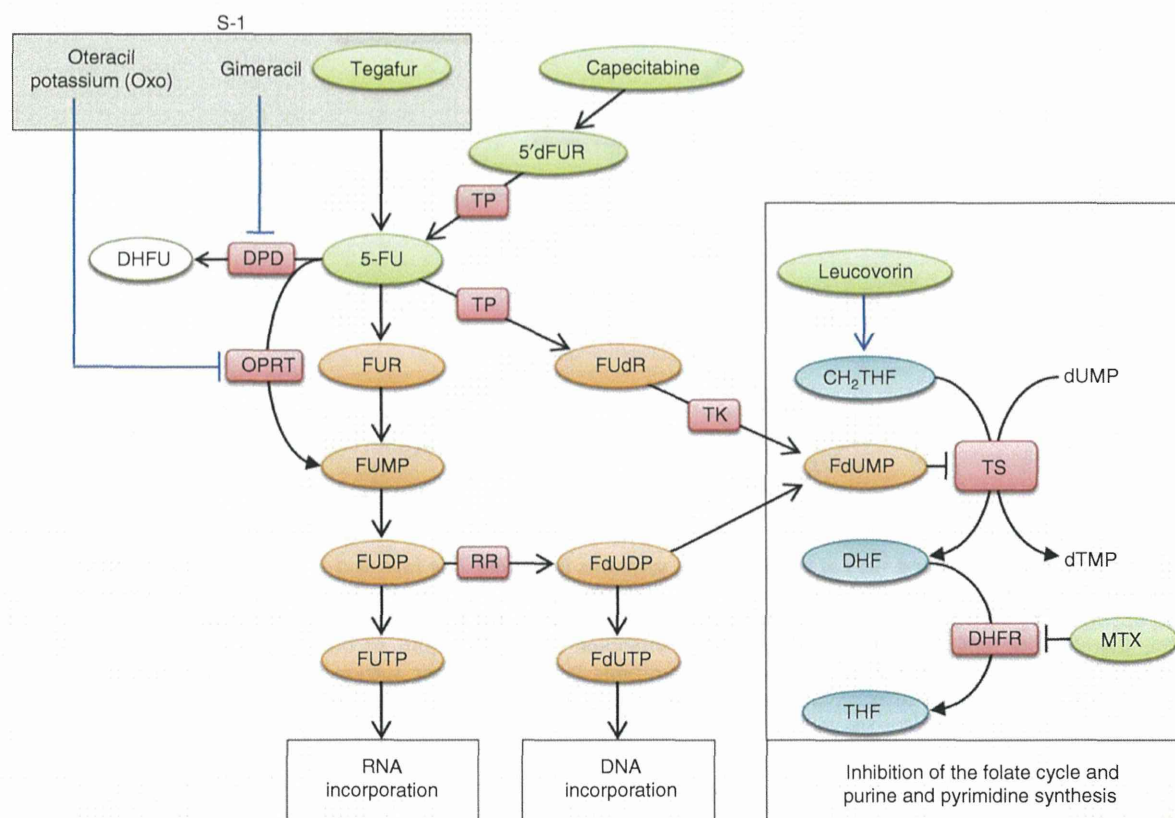 S-1
Oteracil
potassium (Oxo)
Gimeracil
Tegafur
Capecitabine
5′dFUR
TP
DHFU
DPD
5-FU
Leucovorin
TP
OPRT
FUR
FUdR
CH₂THF
dUMP
TK
FUMP
FdUMP
TS
FUDP
RR
FdUDP
DHF
dTMP
DHFR
MTX
FUTP
FdUTP
THF
RNA
incorporation
DNA
incorporation
Inhibition of the folate cycle and
purine and pyrimidine synthesis